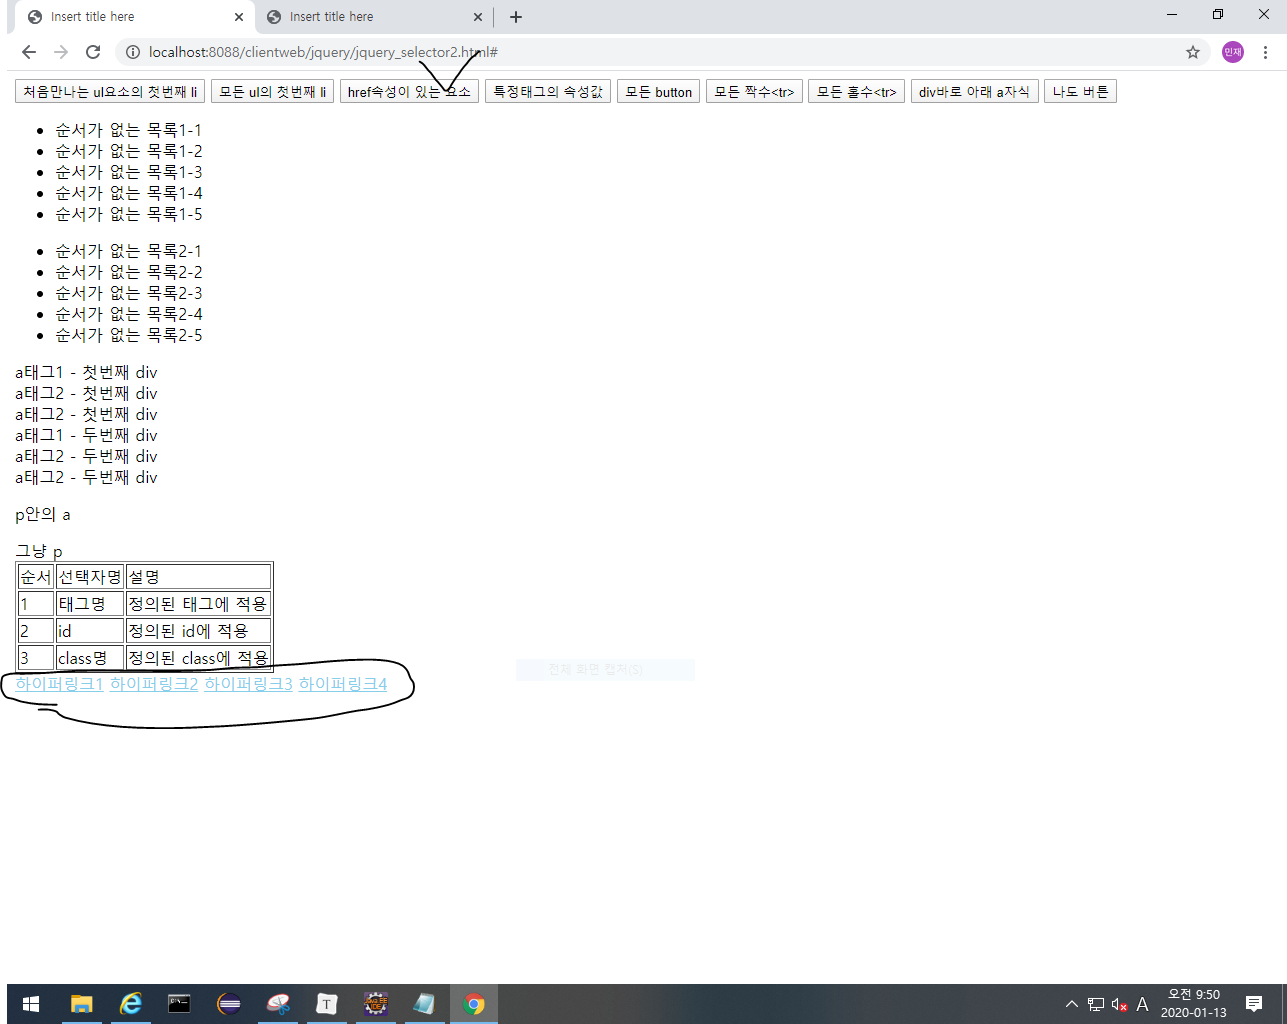 Insert title here Insert title here
localhost:8088/clientweb/jquery/jquery_selector2.html# 민재
처음만나는 ul요소의 첫번째 li 모든 ul의 첫번째 li href속성이 있는 요소 특정태그의 속성값 모든 button 모든 짝수<tr> 모든 홀수<tr> div바로 아래 a자식 나도 버튼
순서가 없는 목록1-1
순서가 없는 목록1-2
순서가 없는 목록1-3
순서가 없는 목록1-4
순서가 없는 목록1-5
순서가 없는 목록2-1
순서가 없는 목록2-2
순서가 없는 목록2-3
순서가 없는 목록2-4
순서가 없는 목록2-5
a태그1 - 첫번째 div
a태그2 - 첫번째 div
a태그2 - 첫번째 div
a태그1 - 두번째 div
a태그2 - 두번째 div
a태그2 - 두번째 div
p안의 a
그냥 p
순서 선택자명 설명
1 태그명 정의된 태그에 적용
2 id 정의된 id에 적용
3 class명 정의된 class에 적용
전체 화면 캡처(S)
하이퍼링크1 하이퍼링크2 하이퍼링크3 하이퍼링크4
T Java EE IDE A 오전 9:50
2020-01-13